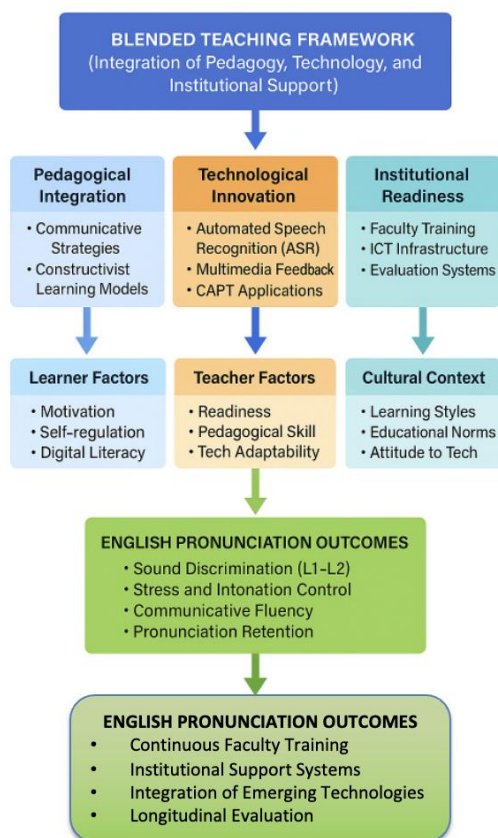 BLENDED TEACHING FRAMEWORK
(Integration of Pedagogy, Technology, and
Institutional Support)
Pedagogical
Integration
• Communicative
Strategies
• Constructivist
Learning Models
Technological
Innovation
• Automated Speech
Recognition (ASR)
• Multimedia Feedback
• CAPT Applications
Institutional
Readiness
• Faculty Training
• ICT Infrastructure
• Evaluation Systems
Learner Factors
• Motivation
• Self-regulation
• Digital Literacy
Teacher Factors
• Readiness
• Pedagogical Skill
• Tech Adaptability
Cultural Context
• Learning Styles
• Educational Norms
• Attitude to Tech
ENGLISH PRONUNCIATION OUTCOMES
• Sound Discrimination (L1-L2)
• Stress and Intonation Control
• Communicative Fluency
• Pronunciation Retention
ENGLISH PRONUNCIATION OUTCOMES
• Continuous Faculty Training
• Institutional Support Systems
• Integration of Emerging Technologies
• Longitudinal Evaluation